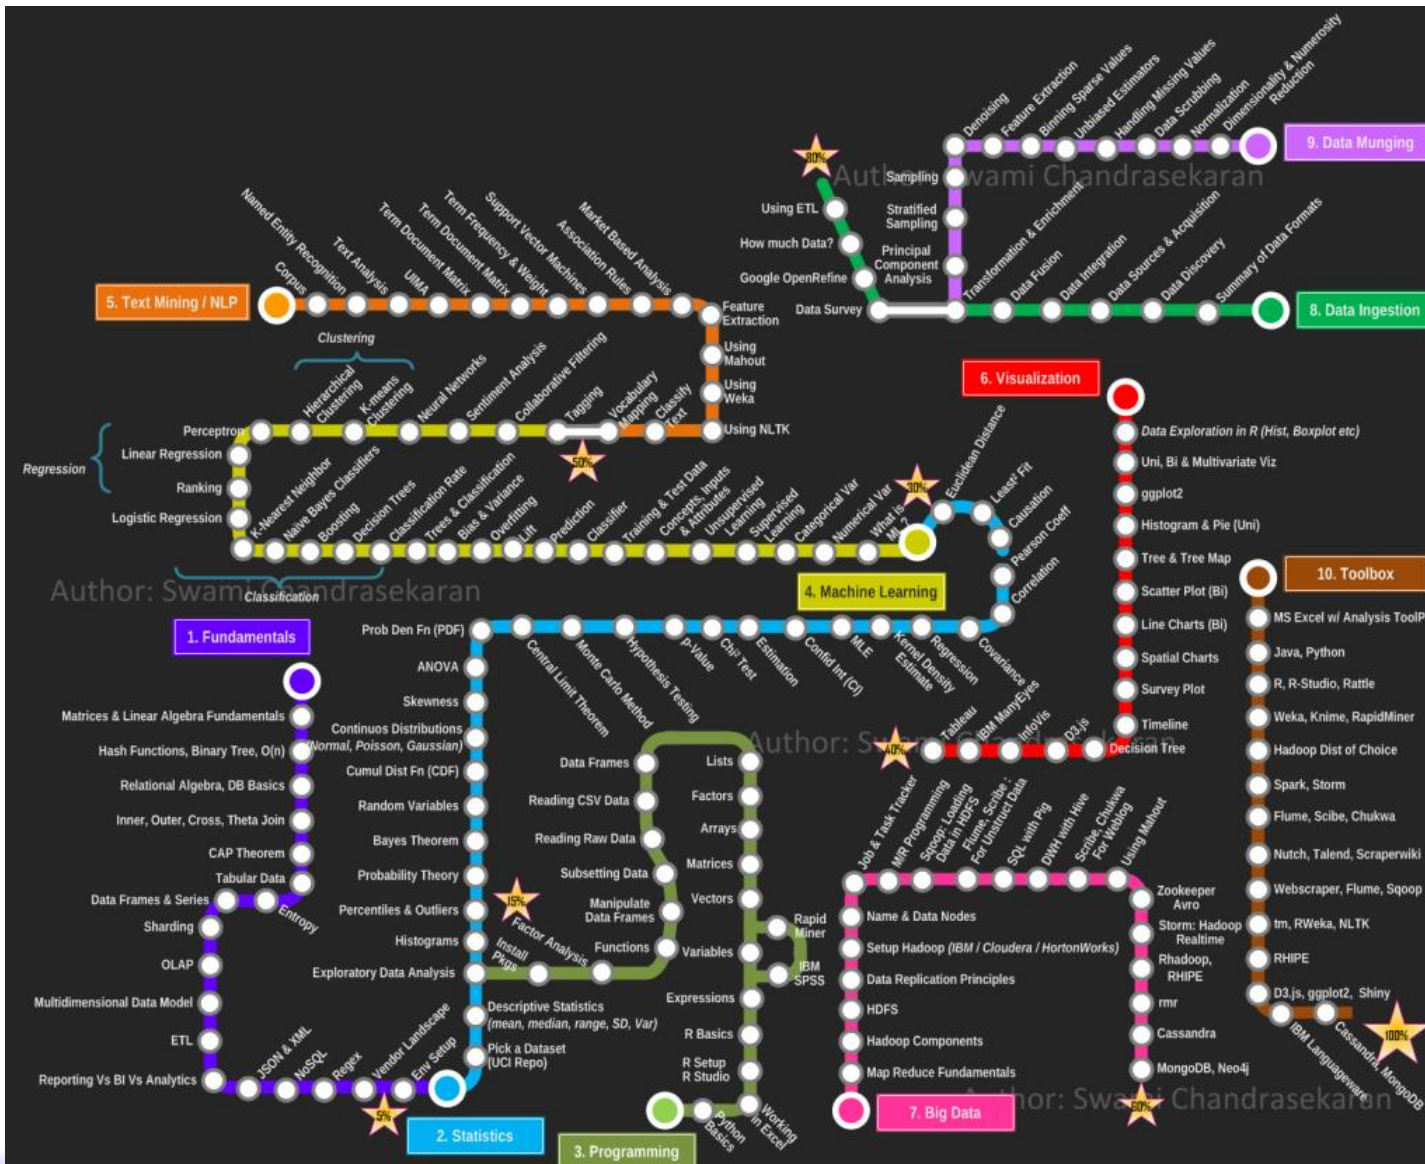 1. Fundamentals
Matrices & Linear Algebra Fundamentals
Hash Functions, Binary Tree, O(n)
Relational Algebra, DB Basics
Inner, Outer, Cross, Theta Join
CAP Theorem
Tabular Data
Entropy
Data Frames & Series
Sharding
OLAP
Multidimensional Data Model
ETL
Reporting Vs BI Vs Analytics
JSON & XML
NoSQL
Regex
Vendor Landscape
Env Setup
5%
2. Statistics
Pick a Dataset
(UCI Repo)
Descriptive Statistics
(mean, median, range, SD, Var)
Exploratory Data Analysis
Histograms
Percentiles & Outliers
Probability Theory
Bayes Theorem
Random Variables
Cumul Dist Fn (CDF)
Continuos Distributions
(Normal, Poisson, Gaussian)
Skewness
ANOVA
Prob Den Fn (PDF)
Central Limit Theorem
Monte Carlo Method
Hypothesis Testing
p-Value
Chi² Test
Estimation
Confid Int (CI)
MLE
Kernel Density
Estimate
Regression
Covariance
Correlation
Pearson Coeff
Causation
Least² Fit
Euclidean Distance
30%
3. Programming
Python
Basics
Working
in Excel
R Setup
R Studio
R Basics
Expressions
Variables
IBM
SPSS
Rapid
Miner
Vectors
Matrices
Arrays
Factors
Lists
Data Frames
Reading CSV Data
Reading Raw Data
Subsetting Data
Manipulate
Data Frames
Functions
Factor Analysis
Install
Pkgs
15%
4. Machine Learning
What is
ML?
Numerical Var
Categorical Var
Supervised
Learning
Unsupervised
Learning
Concepts, Inputs
& Attributes
Training & Test Data
Classifier
Prediction
Lift
Overfitting
Bias & Variance
Trees & Classification
Classification Rate
Decision Trees
Boosting
Naïve Bayes Classifiers
K-Nearest Neighbor
Classification
Logistic Regression
Ranking
Linear Regression
Perceptron
Regression
Hierarchical
Clustering
K-means
Clustering
Clustering
Neural Networks
Sentiment Analysis
Collaborative Filtering
Tagging
50%
5. Text Mining / NLP
Corpus
Named Entity Recognition
Text Analysis
UIMA
Term Document Matrix
Term Document Matrix
Term Frequency & Weight
Support Vector Machines
Association Rules
Market Based Analysis
Feature
Extraction
Using
Mahout
Using
Weka
Using NLTK
Classify
Text
Vocabulary
Mapping
6. Visualization
Data Exploration in R (Hist, Boxplot etc)
Uni, Bi & Multivariate Viz
ggplot2
Histogram & Pie (Uni)
Tree & Tree Map
Scatter Plot (Bi)
Line Charts (Bi)
Spatial Charts
Survey Plot
Timeline
Decision Tree
D3.js
InfoVis
IBM ManyEyes
Tableau
40%
7. Big Data
Map Reduce Fundamentals
Hadoop Components
HDFS
Data Replication Principles
Setup Hadoop (IBM / Cloudera / HortonWorks)
Name & Data Nodes
Job & Task Tracker
M/R Programming
Sqoop: Loading
Data in HDFS
Flume, Scribe :
For Unstruct Data
SQL with Pig
DWH with Hive
Scribe, Chukwa
For Weblog
Using Mahout
Zookeeper
Avro
Storm: Hadoop
Realtime
Rhadoop,
RHIPE
rmr
Cassandra
MongoDB, Neo4j
60%
8. Data Ingestion
Summary of Data Formats
Data Discovery
Data Sources & Acquisition
Data Integration
Data Fusion
Transformation & Enrichment
Data Survey
Google OpenRefine
How much Data?
Using ETL
80%
9. Data Munging
Dimensionality & Numerosity
Reduction
Normalization
Data Scrubbing
Handling Missing Values
Unbiased Estimators
Binning Sparse Values
Feature Extraction
Denoising
Sampling
Stratified
Sampling
Principal
Component
Analysis
10. Toolbox
MS Excel w/ Analysis ToolP
Java, Python
R, R-Studio, Rattle
Weka, Knime, RapidMiner
Hadoop Dist of Choice
Spark, Storm
Flume, Scibe, Chukwa
Nutch, Talend, Scraperwiki
Webscraper, Flume, Sqoop
tm, RWeka, NLTK
RHIPE
D3.js, ggplot2, Shiny
IBM Languageware
Cassandra, MongoDB
100%
Author: Swami Chandrasekaran
Author: Swami Chandrasekaran
Author: Swami Chandrasekaran
Author: Swami Chandrasekaran